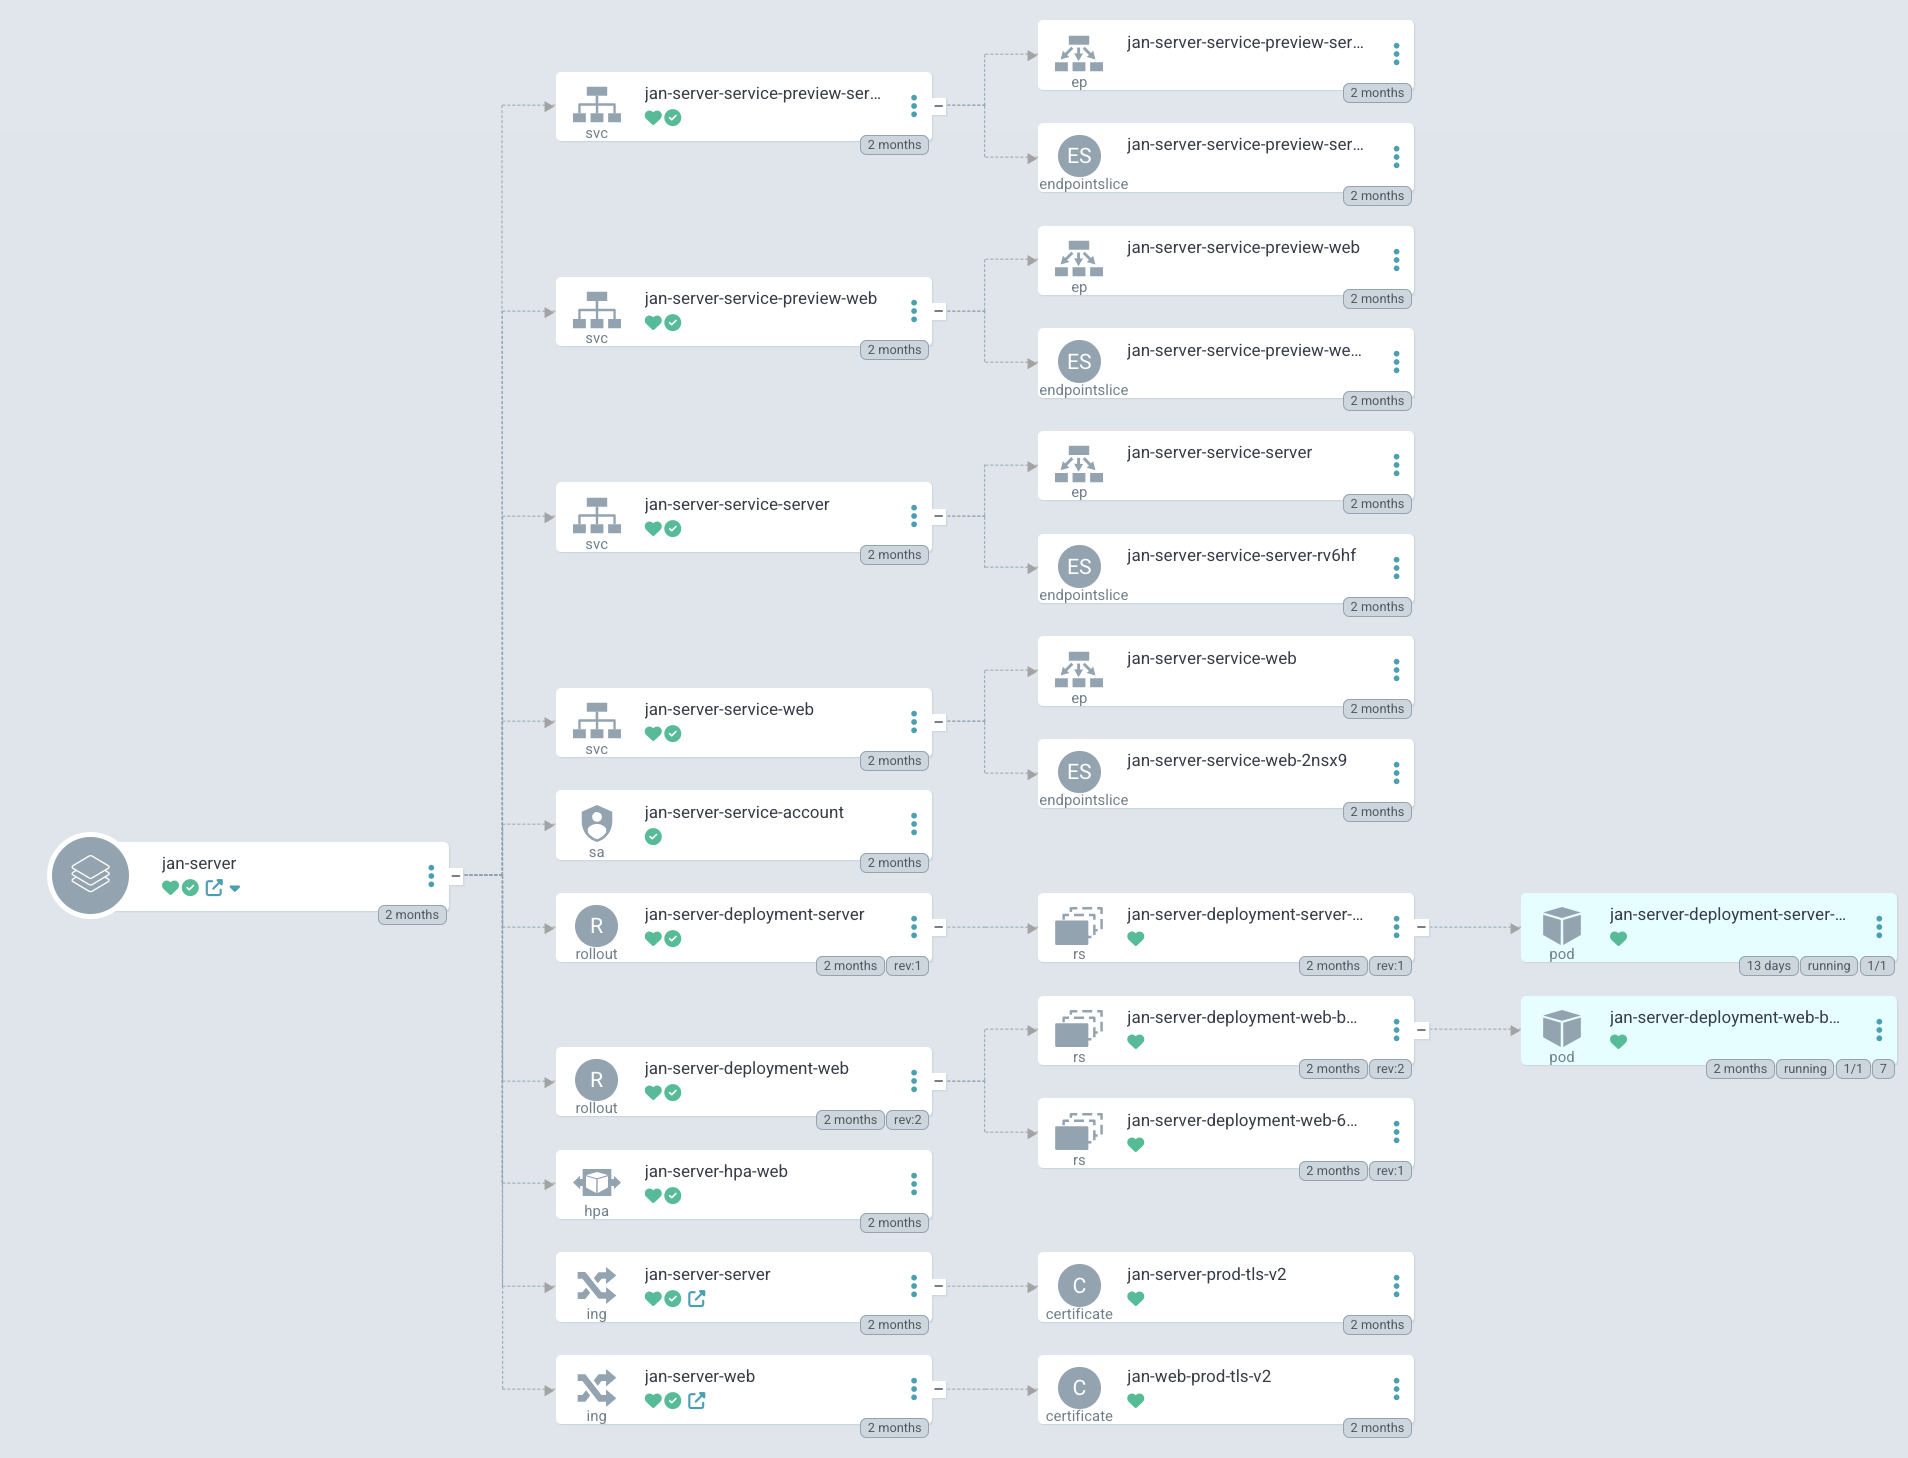 jan-server
2 months
jan-server-service-preview-ser...
svc
2 months
jan-server-service-preview-ser...
ep
2 months
ES
jan-server-service-preview-ser...
endpointslice
2 months
jan-server-service-preview-web
svc
2 months
jan-server-service-preview-web
ep
2 months
ES
jan-server-service-preview-we...
endpointslice
2 months
jan-server-service-server
svc
2 months
jan-server-service-server
ep
2 months
ES
jan-server-service-server-rv6hf
endpointslice
2 months
jan-server-service-web
svc
2 months
jan-server-service-web
ep
2 months
ES
jan-server-service-web-2nsx9
endpointslice
2 months
jan-server-service-account
sa
2 months
R
jan-server-deployment-server
rollout
2 months rev:1
jan-server-deployment-server-...
rs
2 months rev:1
jan-server-deployment-server-...
pod
13 days running 1/1
R
jan-server-deployment-web
rollout
2 months rev:2
jan-server-deployment-web-b...
rs
2 months rev:2
jan-server-deployment-web-b...
pod
2 months running 1/1 7
jan-server-deployment-web-6...
rs
2 months rev:1
jan-server-hpa-web
hpa
2 months
jan-server-server
ing
2 months
C
jan-server-prod-tls-v2
certificate
2 months
jan-server-web
ing
2 months
C
jan-web-prod-tls-v2
certificate
2 months